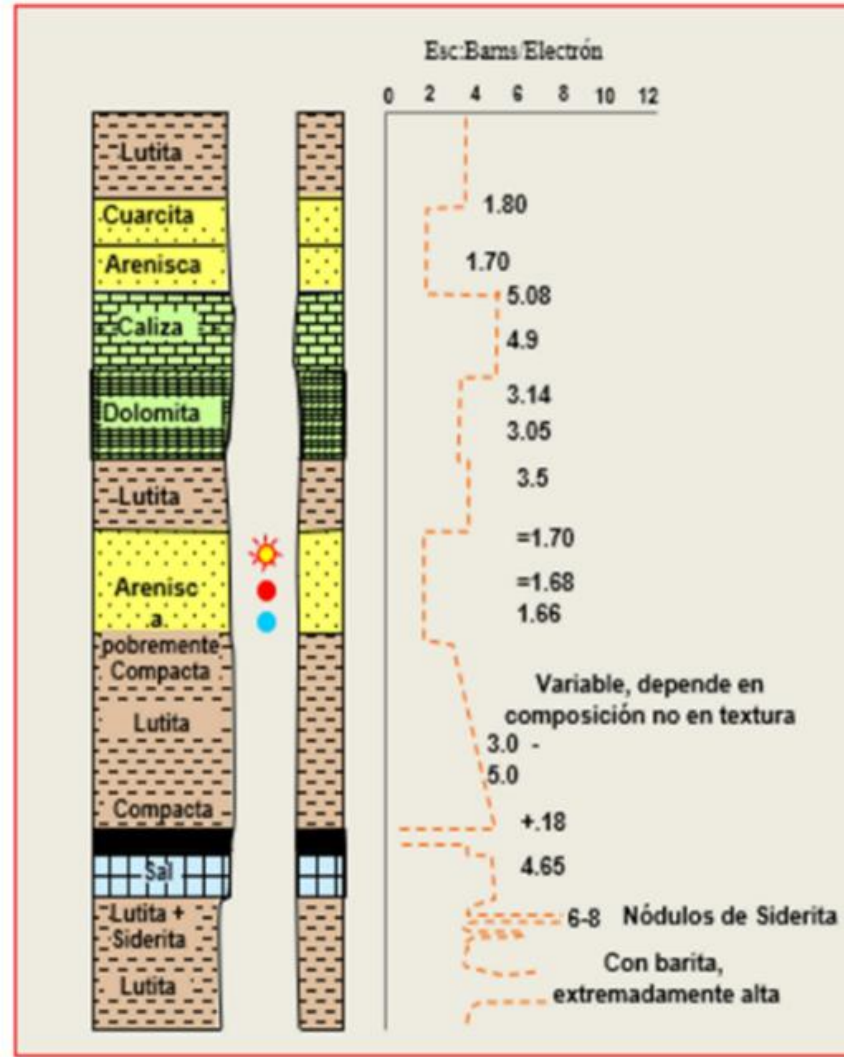 Esc:Barns/Electrón
0 2 4 6 8 10 12
Lutita
Cuarcita
1.80
Arenisca
1.70
5.08
Caliza
4.9
3.14
Dolomita
3.05
Lutita
3.5
=1.70
Arenisc
a
=1.68
1.66
pobremente
Compacta
Variable, depende en
composición no en textura
Lutita
3.0 -
5.0
Compacta
+.18
Sal
4.65
Lutita +
Siderita
6-8 Nódulos de Siderita
Lutita
Con barita,
extremadamente alta